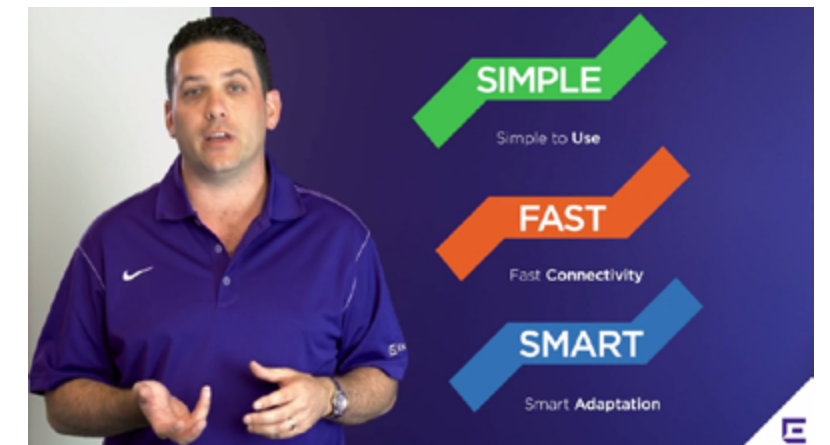 SIMPLE
Simple to Use
FAST
Fast Connectivity
SMART
Smart Adaptation